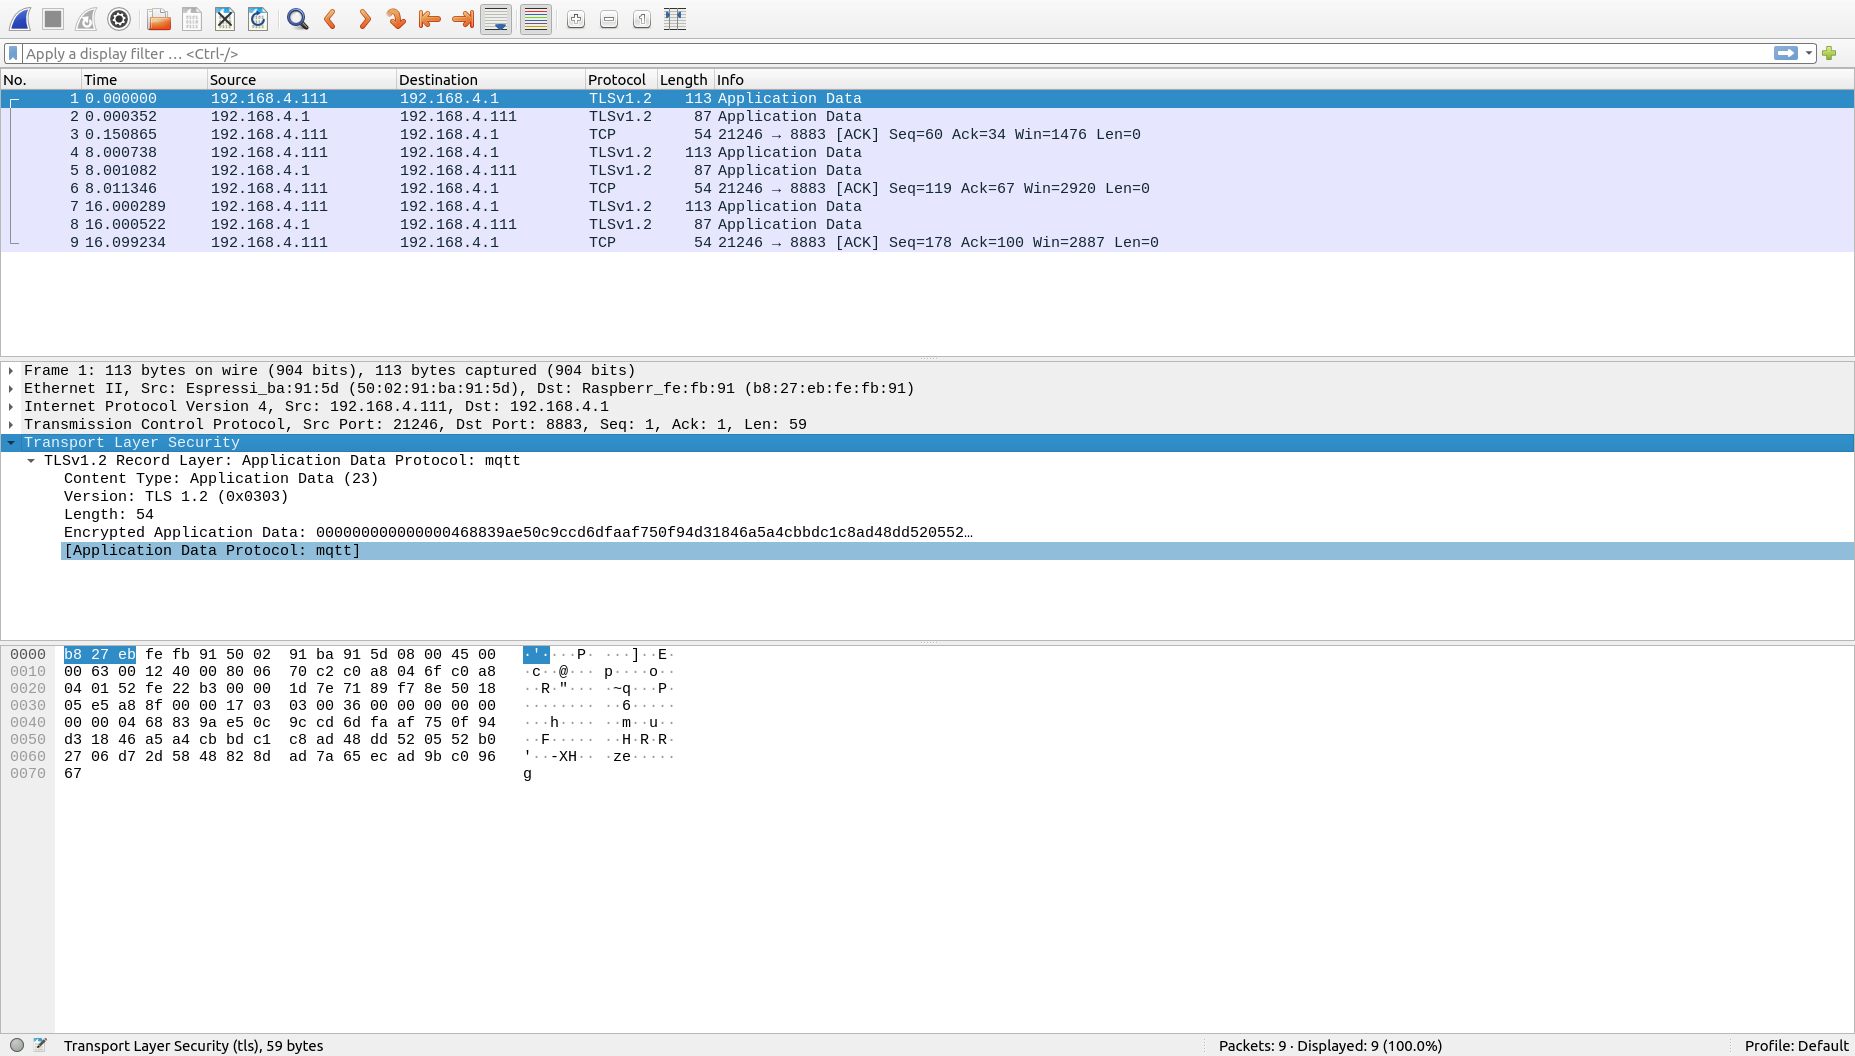 Apply a display filter … <Ctrl-/>
No. Time Source Destination Protocol Length Info
1 0.000000 192.168.4.111 192.168.4.1 TLSv1.2 113 Application Data
2 0.000352 192.168.4.1 192.168.4.111 TLSv1.2 87 Application Data
3 0.150865 192.168.4.111 192.168.4.1 TCP 54 21246 → 8883 [ACK] Seq=60 Ack=34 Win=1476 Len=0
4 8.000738 192.168.4.111 192.168.4.1 TLSv1.2 113 Application Data
5 8.001082 192.168.4.1 192.168.4.111 TLSv1.2 87 Application Data
6 8.011346 192.168.4.111 192.168.4.1 TCP 54 21246 → 8883 [ACK] Seq=119 Ack=67 Win=2920 Len=0
7 16.000289 192.168.4.111 192.168.4.1 TLSv1.2 113 Application Data
8 16.000522 192.168.4.1 192.168.4.111 TLSv1.2 87 Application Data
9 16.099234 192.168.4.111 192.168.4.1 TCP 54 21246 → 8883 [ACK] Seq=178 Ack=100 Win=2887 Len=0
Frame 1: 113 bytes on wire (904 bits), 113 bytes captured (904 bits)
Ethernet II, Src: Espressi_ba:91:5d (50:02:91:ba:91:5d), Dst: Raspberr_fe:fb:91 (b8:27:eb:fe:fb:91)
Internet Protocol Version 4, Src: 192.168.4.111, Dst: 192.168.4.1
Transmission Control Protocol, Src Port: 21246, Dst Port: 8883, Seq: 1, Ack: 1, Len: 59
Transport Layer Security
TLSv1.2 Record Layer: Application Data Protocol: mqtt
Content Type: Application Data (23)
Version: TLS 1.2 (0x0303)
Length: 54
Encrypted Application Data: 000000000000000468839ae50c9ccd6dfaaf750f94d31846a5a4cbbdc1c8ad48dd520552…
[Application Data Protocol: mqtt]
0000 b8 27 eb fe fb 91 50 02 91 ba 91 5d 08 00 45 00 ·'····P· ···]··E·
0010 00 63 00 12 40 00 80 06 70 c2 c0 a8 04 6f c0 a8 ·c··@··· p····o··
0020 04 01 52 fe 22 b3 00 00 1d 7e 71 89 f7 8e 50 18 ··R·"··· ·~q···P·
0030 05 e5 a8 8f 00 00 17 03 03 00 36 00 00 00 00 00 ········ ··6·····
0040 00 00 04 68 83 9a e5 0c 9c cd 6d fa af 75 0f 94 ···h···· ··m··u··
0050 d3 18 46 a5 a4 cb bd c1 c8 ad 48 dd 52 05 52 b0 ··F····· ··H·R·R·
0060 27 06 d7 2d 58 48 82 8d ad 7a 65 ec ad 9b c0 96 '··-XH·· ·ze·····
0070 67 g
Transport Layer Security (tls), 59 bytes Packets: 9 · Displayed: 9 (100.0%) Profile: Default